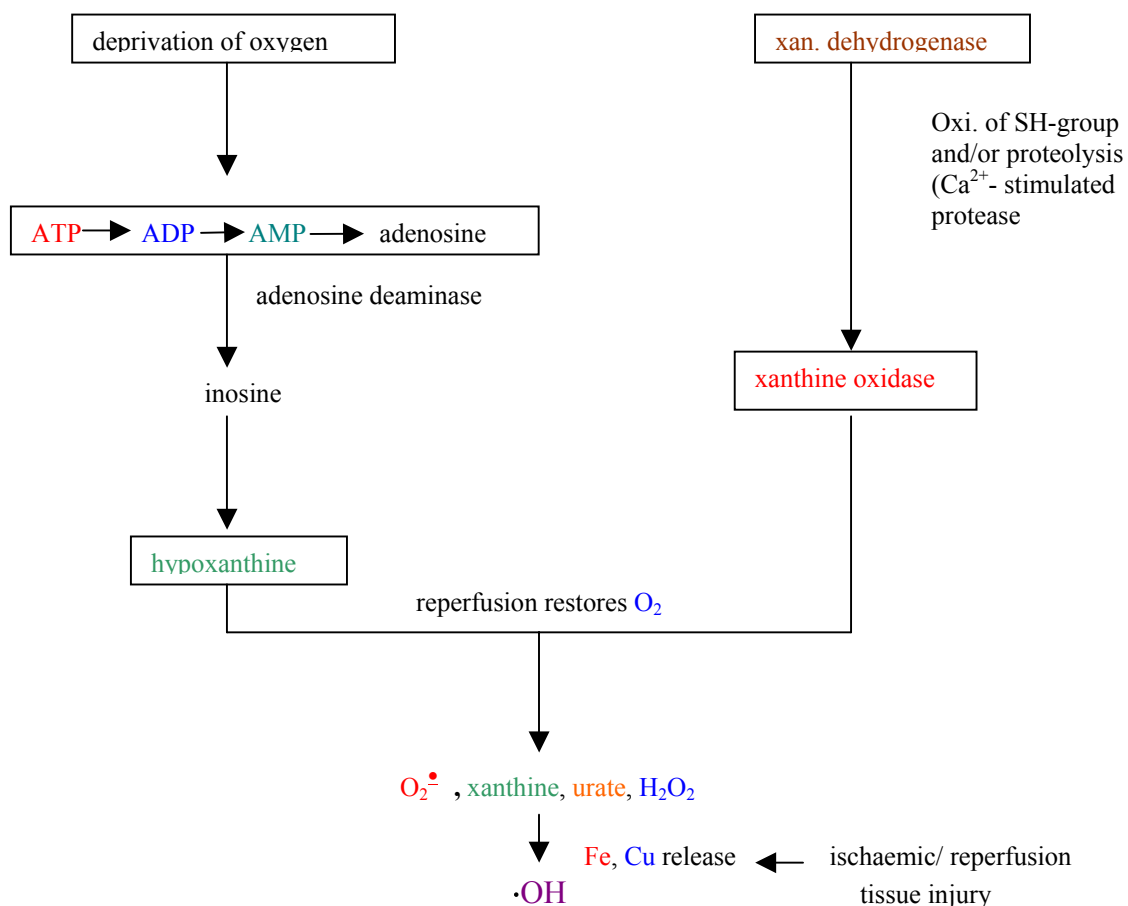 deprivation of oxygen
xan. dehydrogenase
Oxi. of SH-group
and/or proteolysis
(Ca²⁺- stimulated
protease
ATP ADP AMP adenosine
adenosine deaminase
xanthine oxidase
inosine
hypoxanthine
reperfusion restores O₂
O₂•⁻ , xanthine, urate, H₂O₂
Fe, Cu release
ischaemic/ reperfusion
tissue injury
·OH